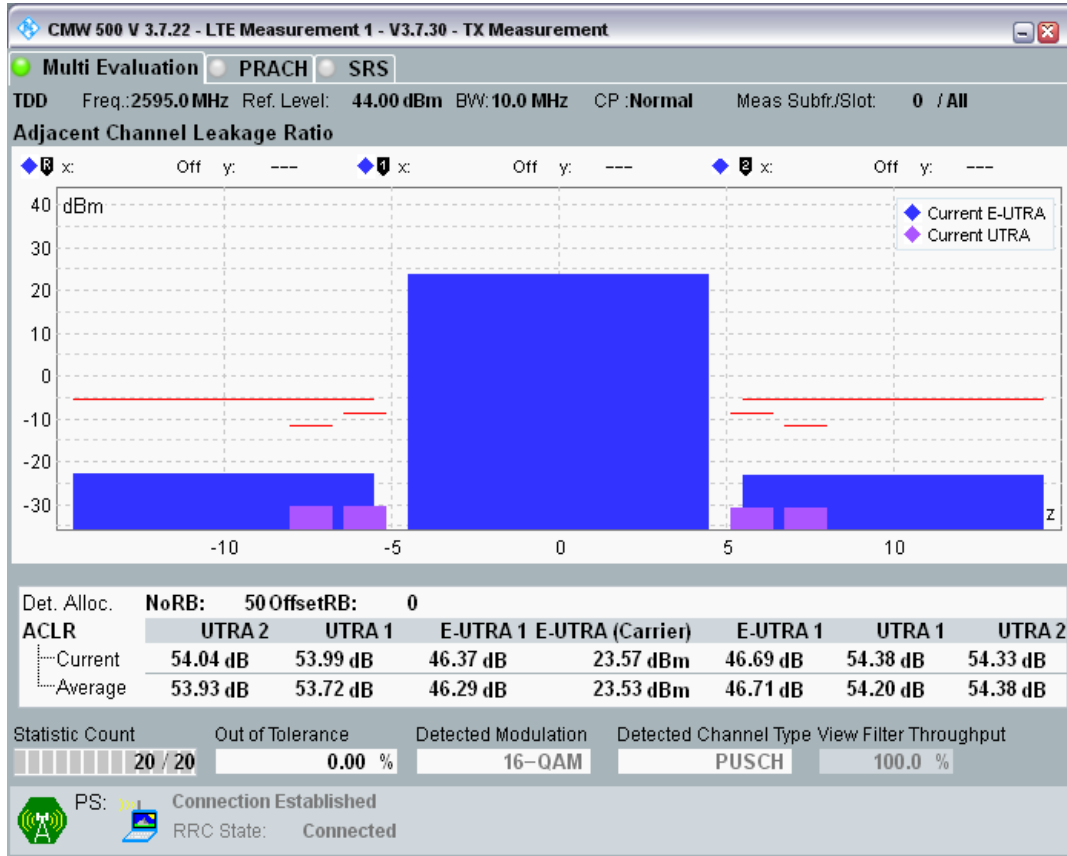 CMW 500 V 3.7.22 - LTE Measurement 1 - V3.7.30 - TX Measurement
Multi Evaluation PRACH SRS
TDD Freq.:2595.0 MHz Ref. Level: 44.00 dBm BW:10.0 MHz CP :Normal Meas Subfr./Slot: 0 / All
Adjacent Channel Leakage Ratio
R x: Off y: --- 1 x: Off y: --- 2 x: Off y: ---
40 dBm
Current E-UTRA
Current UTRA
30
20
10
0
-10
-20
-30
z
-10 -5 0 5 10
Det. Alloc. NoRB: 50 OffsetRB: 0
ACLR UTRA 2 UTRA 1 E-UTRA 1 E-UTRA (Carrier) E-UTRA 1 UTRA 1 UTRA 2
Current 54.04 dB 53.99 dB 46.37 dB 23.57 dBm 46.69 dB 54.38 dB 54.33 dB
Average 53.93 dB 53.72 dB 46.29 dB 23.53 dBm 46.71 dB 54.20 dB 54.38 dB
Statistic Count Out of Tolerance Detected Modulation Detected Channel Type View Filter Throughput
20 / 20 0.00 % 16-QAM PUSCH 100.0 %
PS: Connection Established
RRC State: Connected